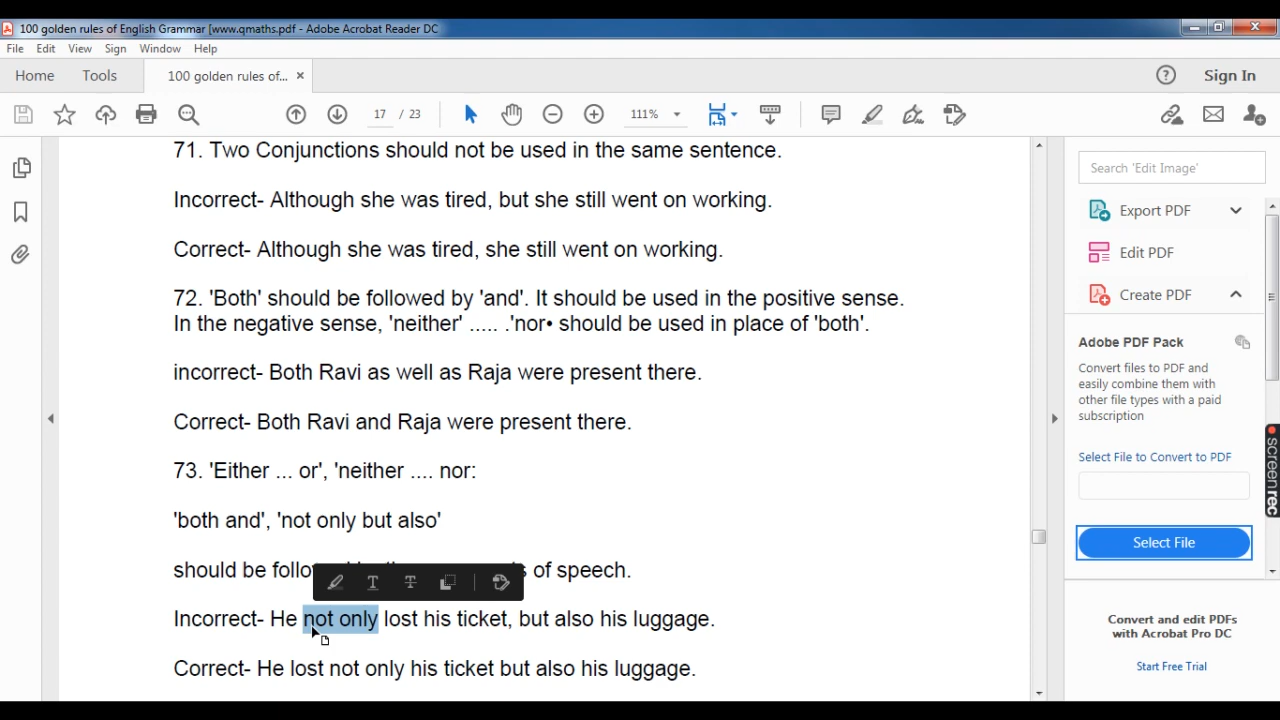 100 golden rules of English Grammar [www.qmaths.pdf - Adobe Acrobat Reader DC
File Edit View Sign Window Help
Home Tools 100 golden rules of... × Sign In
17 / 23 111%
71. Two Conjunctions should not be used in the same sentence.
Incorrect- Although she was tired, but she still went on working.
Correct- Although she was tired, she still went on working.
72. 'Both' should be followed by 'and'. It should be used in the positive sense.
In the negative sense, 'neither' ..... .'nor• should be used in place of 'both'.
incorrect- Both Ravi as well as Raja were present there.
Correct- Both Ravi and Raja were present there.
73. 'Either ... or', 'neither .... nor:
'both and', 'not only but also'
should be of speech.
Incorrect- He not only lost his ticket, but also his luggage.
Correct- He lost not only his ticket but also his luggage.
Search 'Edit Image'
Export PDF
Edit PDF
Create PDF
Adobe PDF Pack
Convert files to PDF and
easily combine them with
other file types with a paid
subscription
Select File to Convert to PDF
Select File
Convert and edit PDFs
with Acrobat Pro DC
Start Free Trial
screenrec